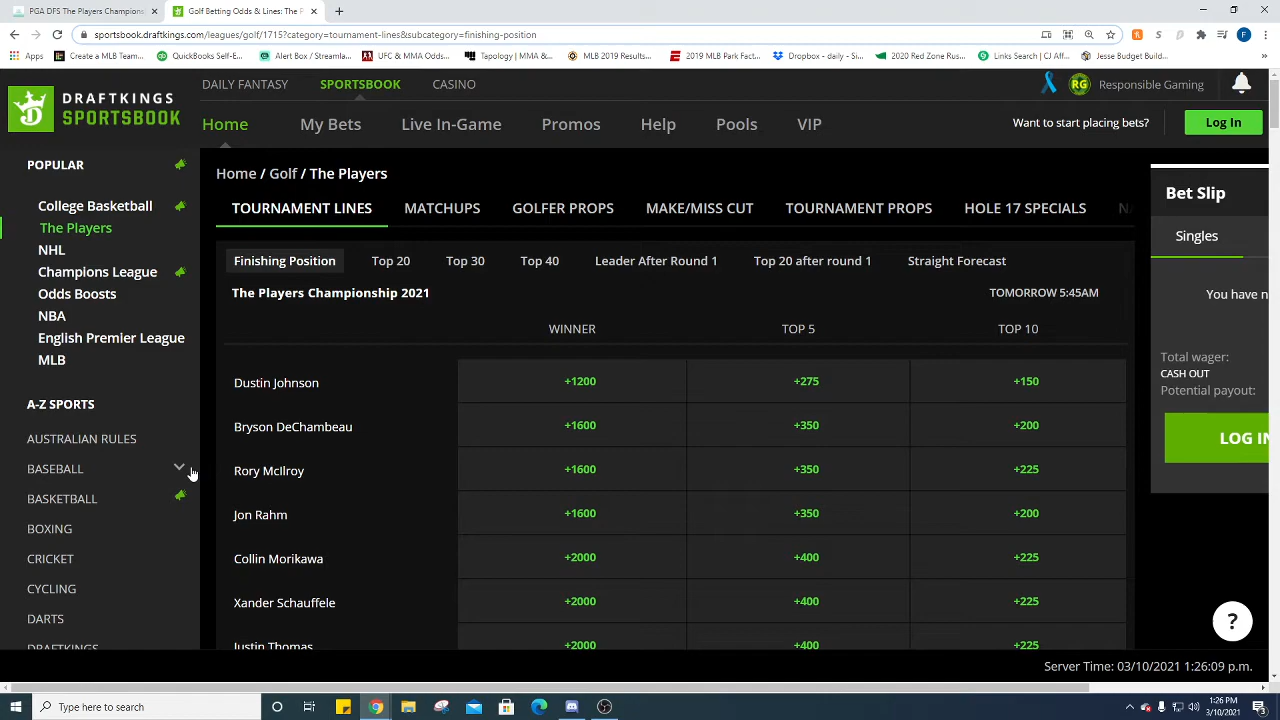 PGA DFS The Players Champions
Golf Betting Odds & Lines: The P
sportsbook.draftkings.com/leagues/golf/1715?category=tournament-lines&subcategory=finishing-position
F
Apps
Create a MLB Team...
QuickBooks Self-E...
Alert Box / Streamla...
UFC & MMA Odds...
Tapology | MMA &...
MLB 2019 Results...
2019 MLB Park Fact...
Dropbox - daily - Si...
2020 Red Zone Rus...
Links Search | CJ Aff...
Jesse Budget Build...
DRAFTKINGS
SPORTSBOOK
DAILY FANTASY
SPORTSBOOK
CASINO
RG
Responsible Gaming
Home
My Bets
Live In-Game
Promos
Help
Pools
VIP
Want to start placing bets?
Log In
POPULAR
College Basketball
The Players
NHL
Champions League
Odds Boosts
NBA
English Premier League
MLB
A-Z SPORTS
AUSTRALIAN RULES
BASEBALL
BASKETBALL
BOXING
CRICKET
CYCLING
DARTS
DRAFTKINGS
Home / Golf / The Players
TOURNAMENT LINES
MATCHUPS
GOLFER PROPS
MAKE/MISS CUT
TOURNAMENT PROPS
HOLE 17 SPECIALS
Finishing Position
Top 20
Top 30
Top 40
Leader After Round 1
Top 20 after round 1
Straight Forecast
The Players Championship 2021
TOMORROW 5:45AM
WINNER TOP 5 TOP 10
Dustin Johnson +1200 +275 +150
Bryson DeChambeau +1600 +350 +200
Rory McIlroy +1600 +350 +225
Jon Rahm +1600 +350 +200
Collin Morikawa +2000 +400 +225
Xander Schauffele +2000 +400 +225
Justin Thomas +2000 +400 +225
Bet Slip
Singles
You have n
Total wager:
CASH OUT
Potential payout:
LOG IN
?
Server Time: 03/10/2021 1:26:09 p.m.
Type here to search
1:26 PM
3/10/2021